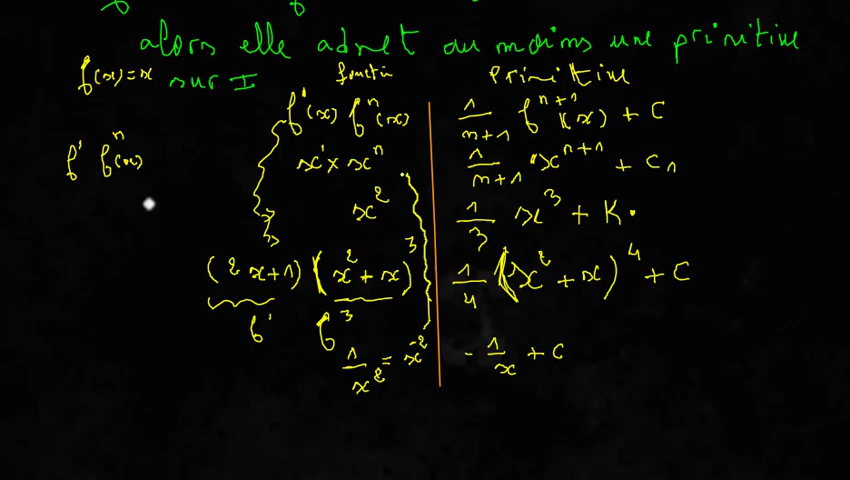 alors elle admet au moins une primitive
sur I
f(x)=x
foncti
primitive
f'(x) f^n(x)
1/(n+1) f^(n+1)(x) + C
f' f^n(x)
x' × x^n
1/(n+1) x^(n+1) + C1
x^2
1/3 x^3 + K.
(2x+1) (x^2 + x)^3
1/4 (x^2 + x)^4 + C
f'
f^3
1/x^2 = x^-2
- 1/x + C